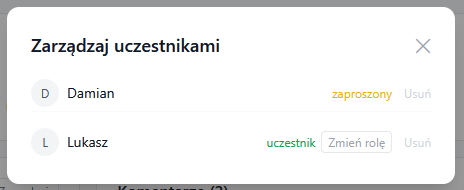 Zarządzaj uczestnikami
D Damian zaproszony Usuń
L Lukasz uczestnik Zmień rolę Usuń